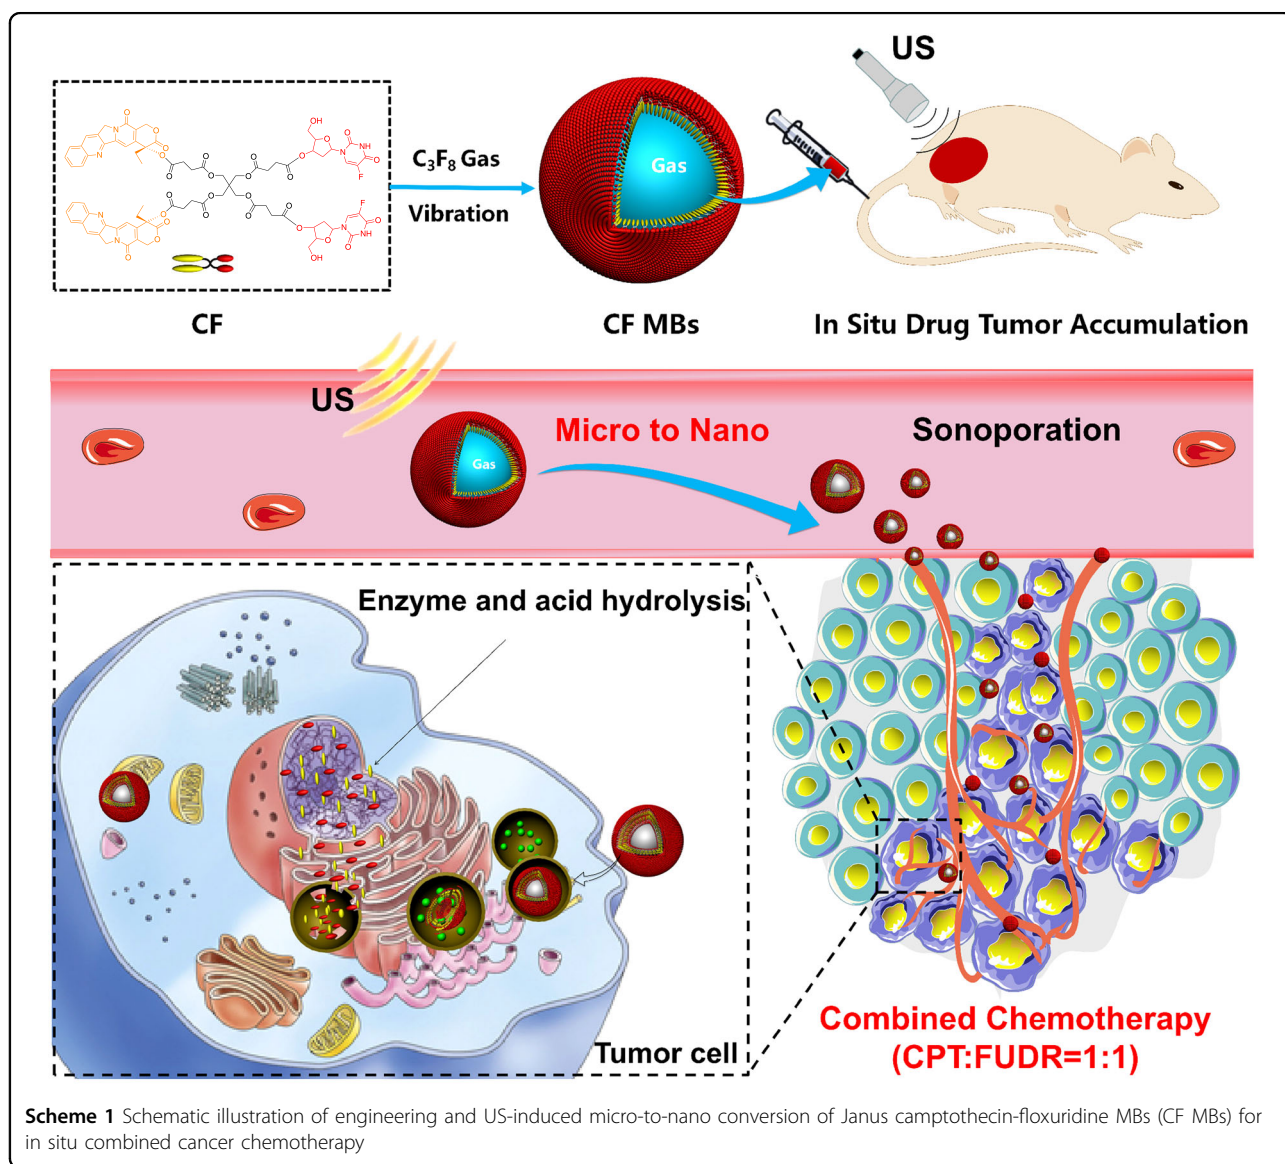 US
C₃F₈ Gas
Vibration
Gas
CF
CF MBs
In Situ Drug Tumor Accumulation
US
Micro to Nano
Sonoporation
Gas
Enzyme and acid hydrolysis
Tumor cell
Combined Chemotherapy
(CPT:FUDR=1:1)
Scheme 1 Schematic illustration of engineering and US-induced micro-to-nano conversion of Janus camptothecin-floxuridine MBs (CF MBs) for
in situ combined cancer chemotherapy